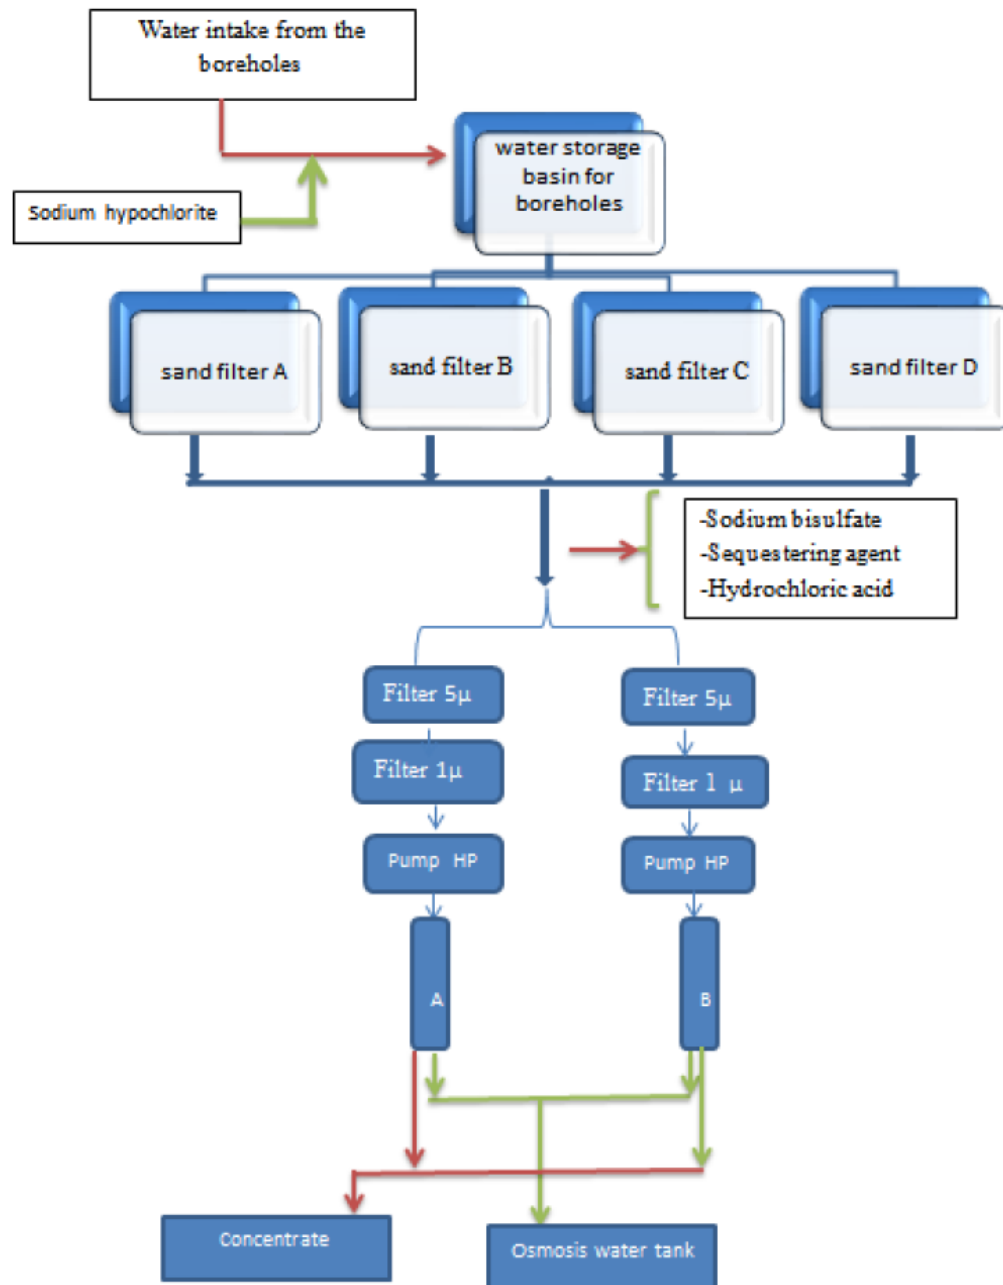 Water intake from the
boreholes
water storage
basin for
boreholes
Sodium hypochlorite
sand filter A
sand filter B
sand filter C
sand filter D
-Sodium bisulfate
-Sequestering agent
-Hydrochloric acid
Filter 5μ
Filter 5μ
Filter 1μ
Filter 1 μ
Pump HP
Pump HP
A
B
Concentrate
Osmosis water tank